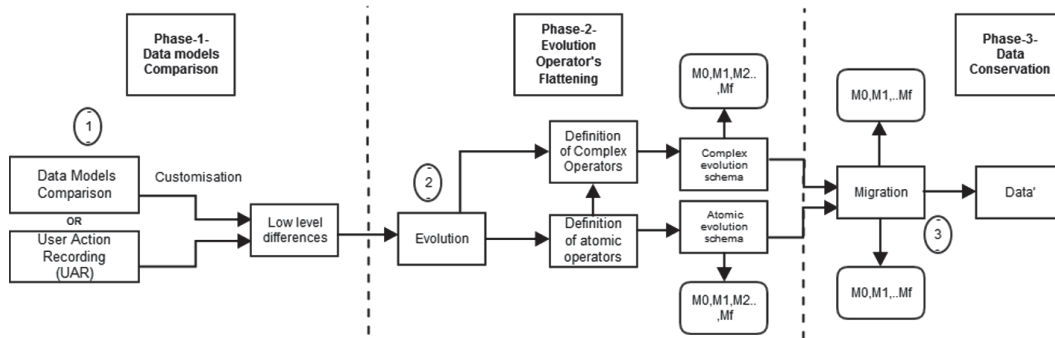 Phase-1-
Data models
Comparison
1
Data Models
Comparison
OR
User Action
Recording
(UAR)
Customisation
Low level
differences
Phase-2-
Evolution
Operator's
Flattening
2
Evolution
Definition
of Complex
Operators
Definition
of atomic
operators
M0,M1,M2..
,Mf
Complex
evolution
schema
Atomic
evolution
schema
M0,M1,M2..
,Mf
Phase-3-
Data
Conservation
M0,M1,..Mf
Migration
Data'
3
M0,M1,..Mf